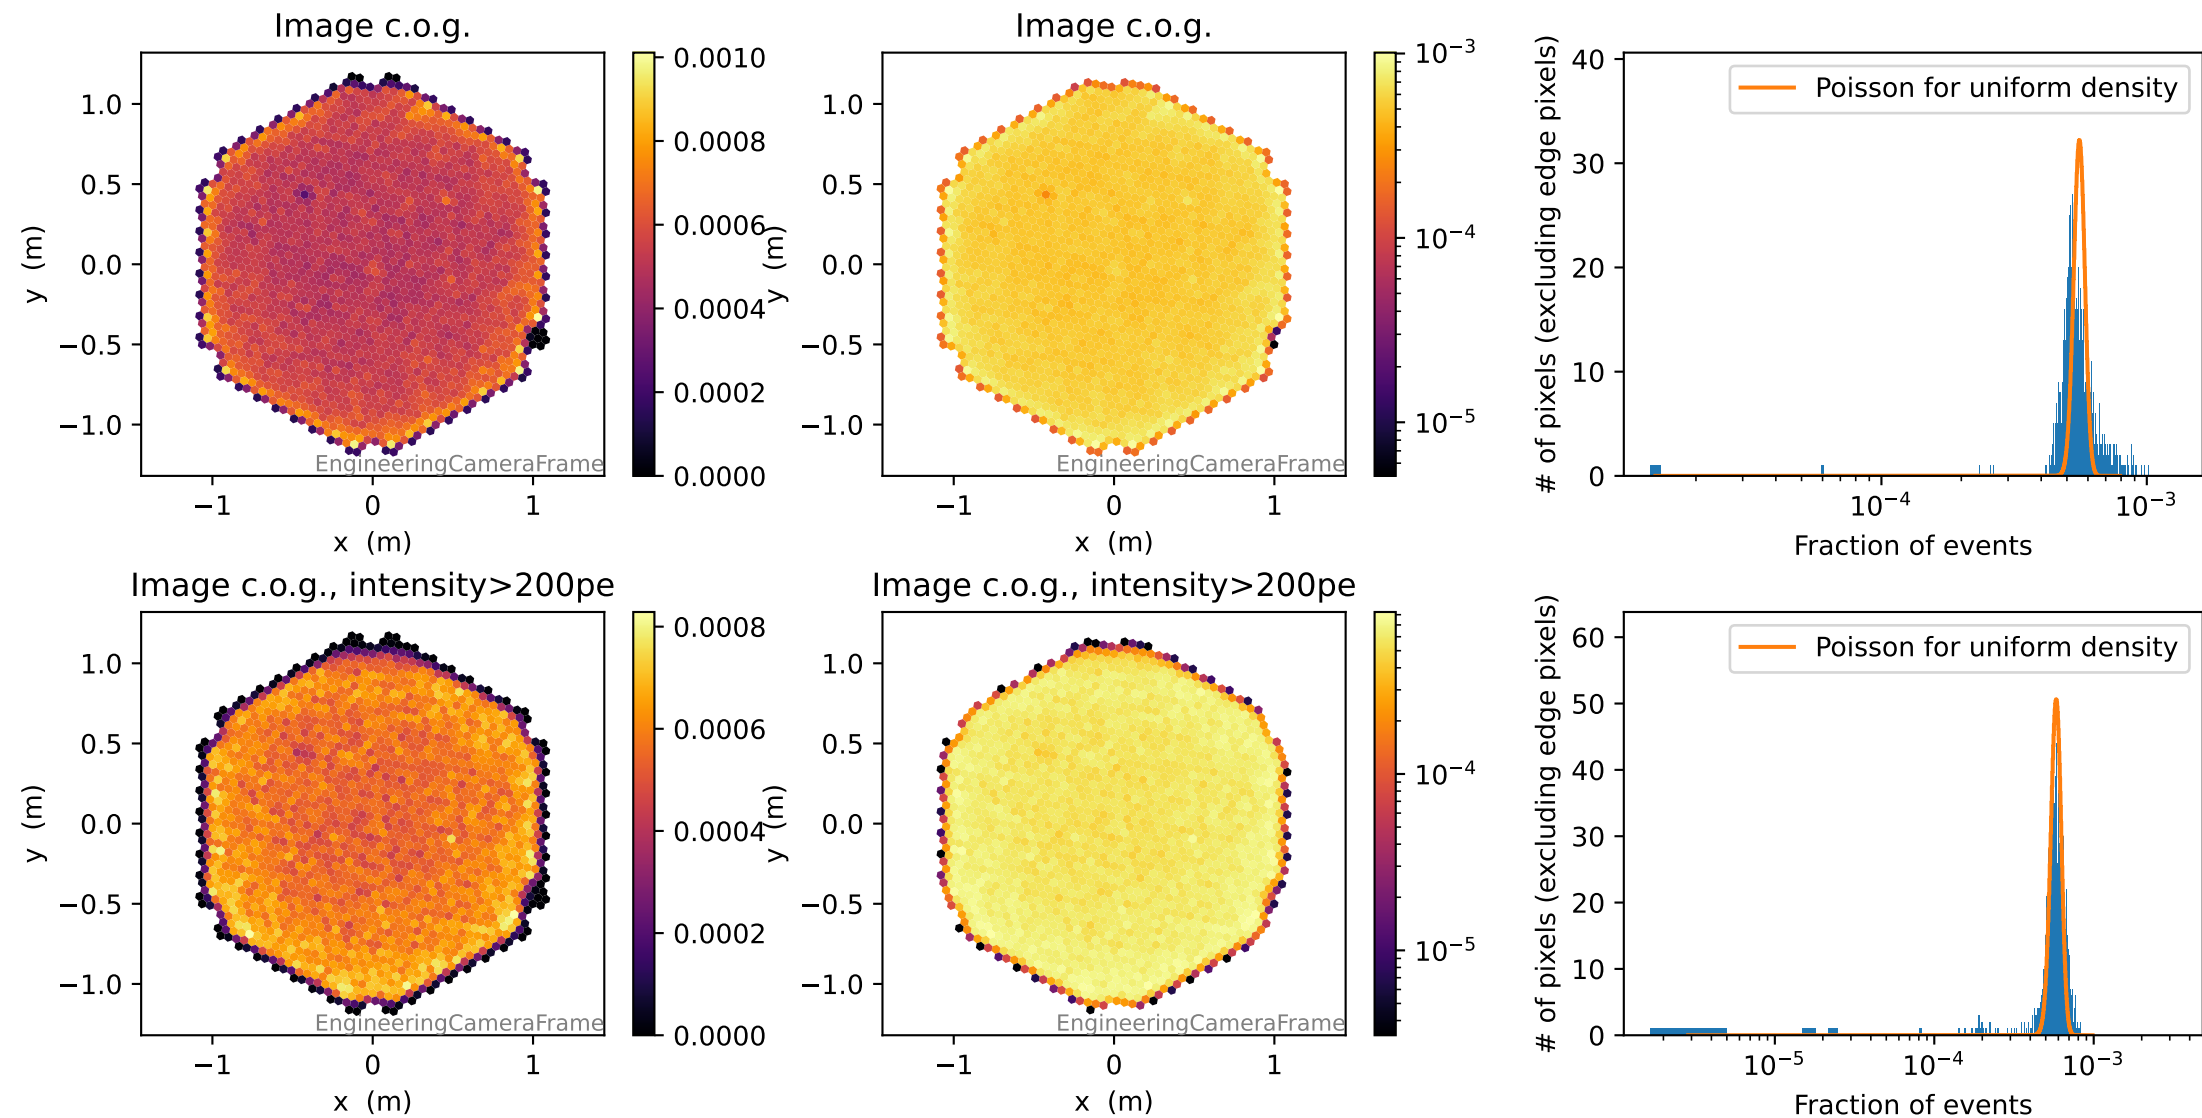 Image c.o.g.
1.0
0.5
0.0
−0.5
−1.0
y (m)
−1
0
1
x (m)
EngineeringCameraFrame
0.0010
0.0008
0.0006
0.0004
0.0002
0.0000
Image c.o.g.
1.0
0.5
0.0
−0.5
−1.0
y (m)
−1
0
1
x (m)
EngineeringCameraFrame
10⁻³
10⁻⁴
10⁻⁵
# of pixels (excluding edge pixels)
40
30
20
10
0
Poisson for uniform density
10⁻⁴
10⁻³
Fraction of events
Image c.o.g., intensity>200pe
1.0
0.5
0.0
−0.5
−1.0
y (m)
−1
0
1
x (m)
EngineeringCameraFrame
0.0008
0.0006
0.0004
0.0002
0.0000
Image c.o.g., intensity>200pe
1.0
0.5
0.0
−0.5
−1.0
y (m)
−1
0
1
x (m)
EngineeringCameraFrame
10⁻⁴
10⁻⁵
# of pixels (excluding edge pixels)
60
50
40
30
20
10
0
Poisson for uniform density
10⁻⁵
10⁻⁴
10⁻³
Fraction of events